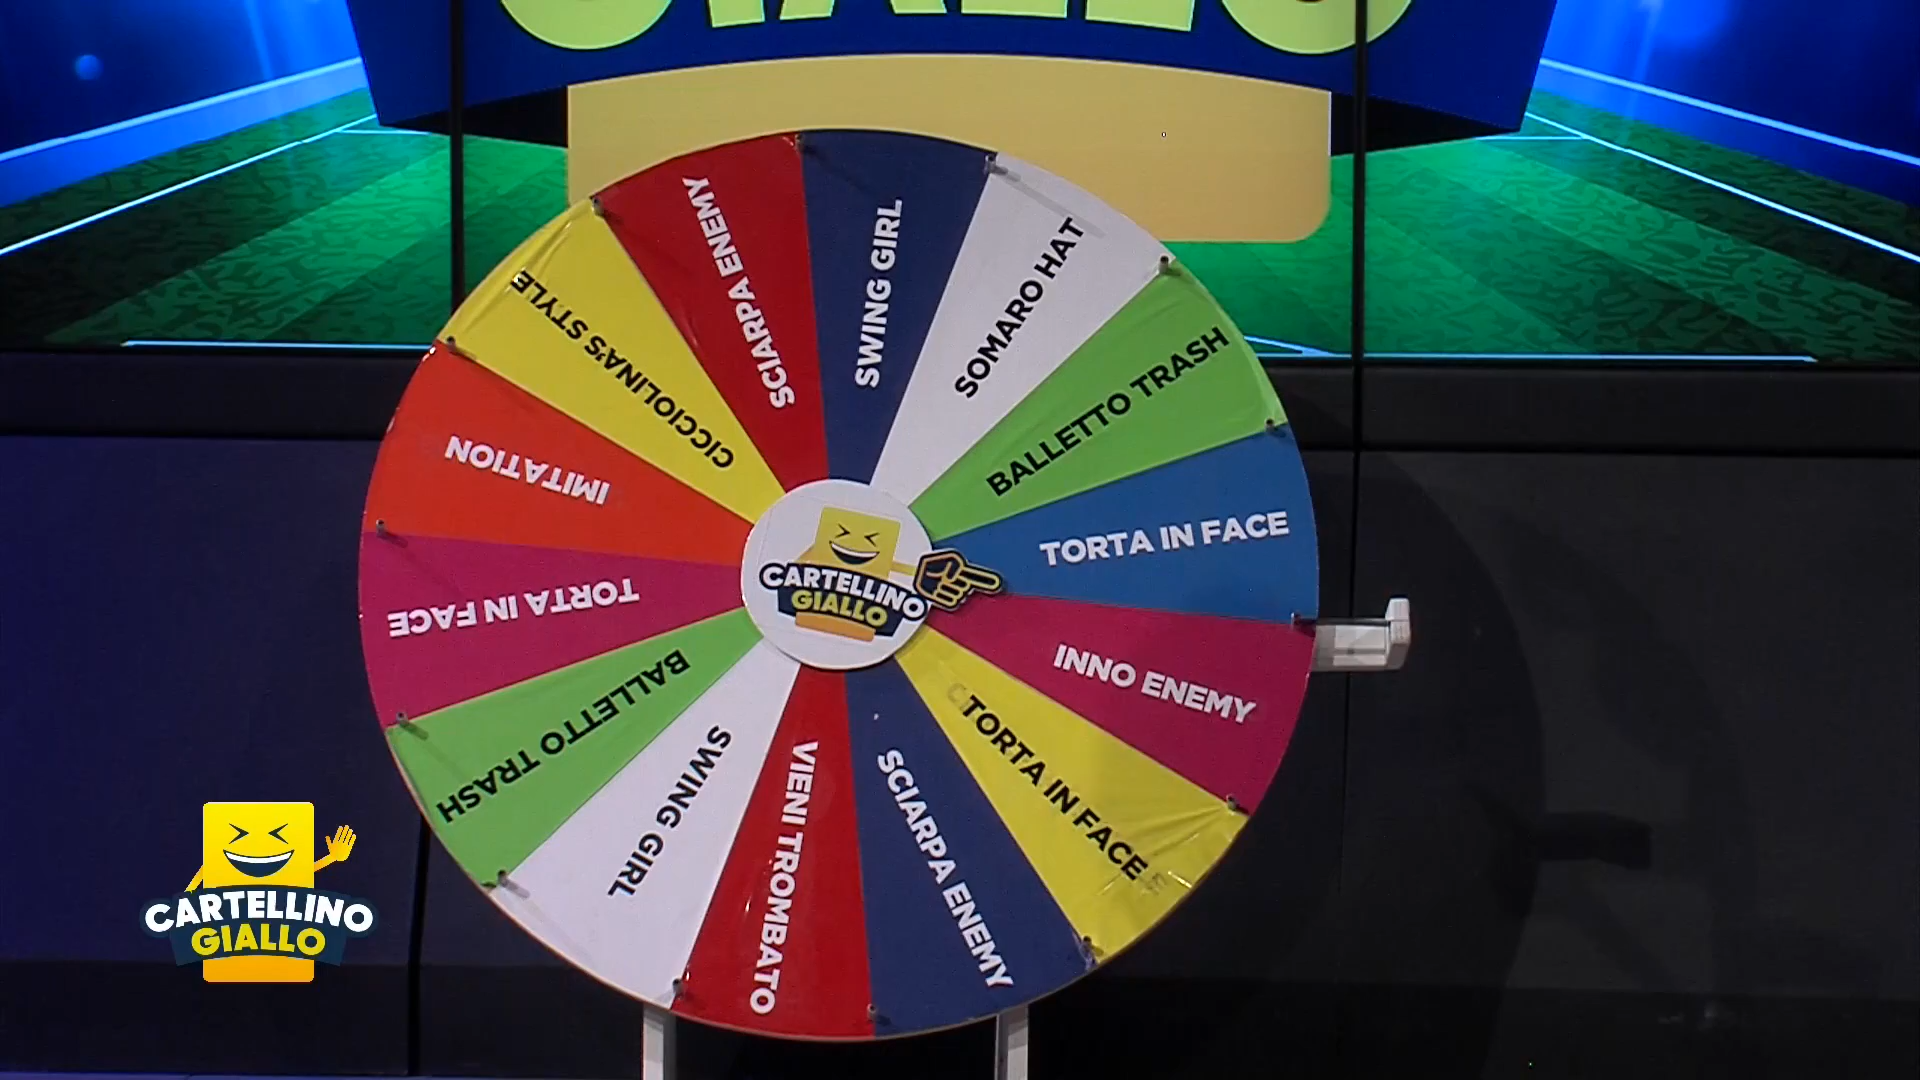 GIALLO
SWING GIRL
SOMARO HAT
BALLETTO TRASH
TORTA IN FACE
INNO ENEMY
TORTA IN FACE
SCIARPA ENEMY
VIENI TROMBATO
SWING GIRL
BALLETTO TRASH
TORTA IN FACE
IMITATION
CICCIOLINA'S STYLE
SCIARPA ENEMY
CARTELLINO
GIALLO
CARTELLINO
GIALLO